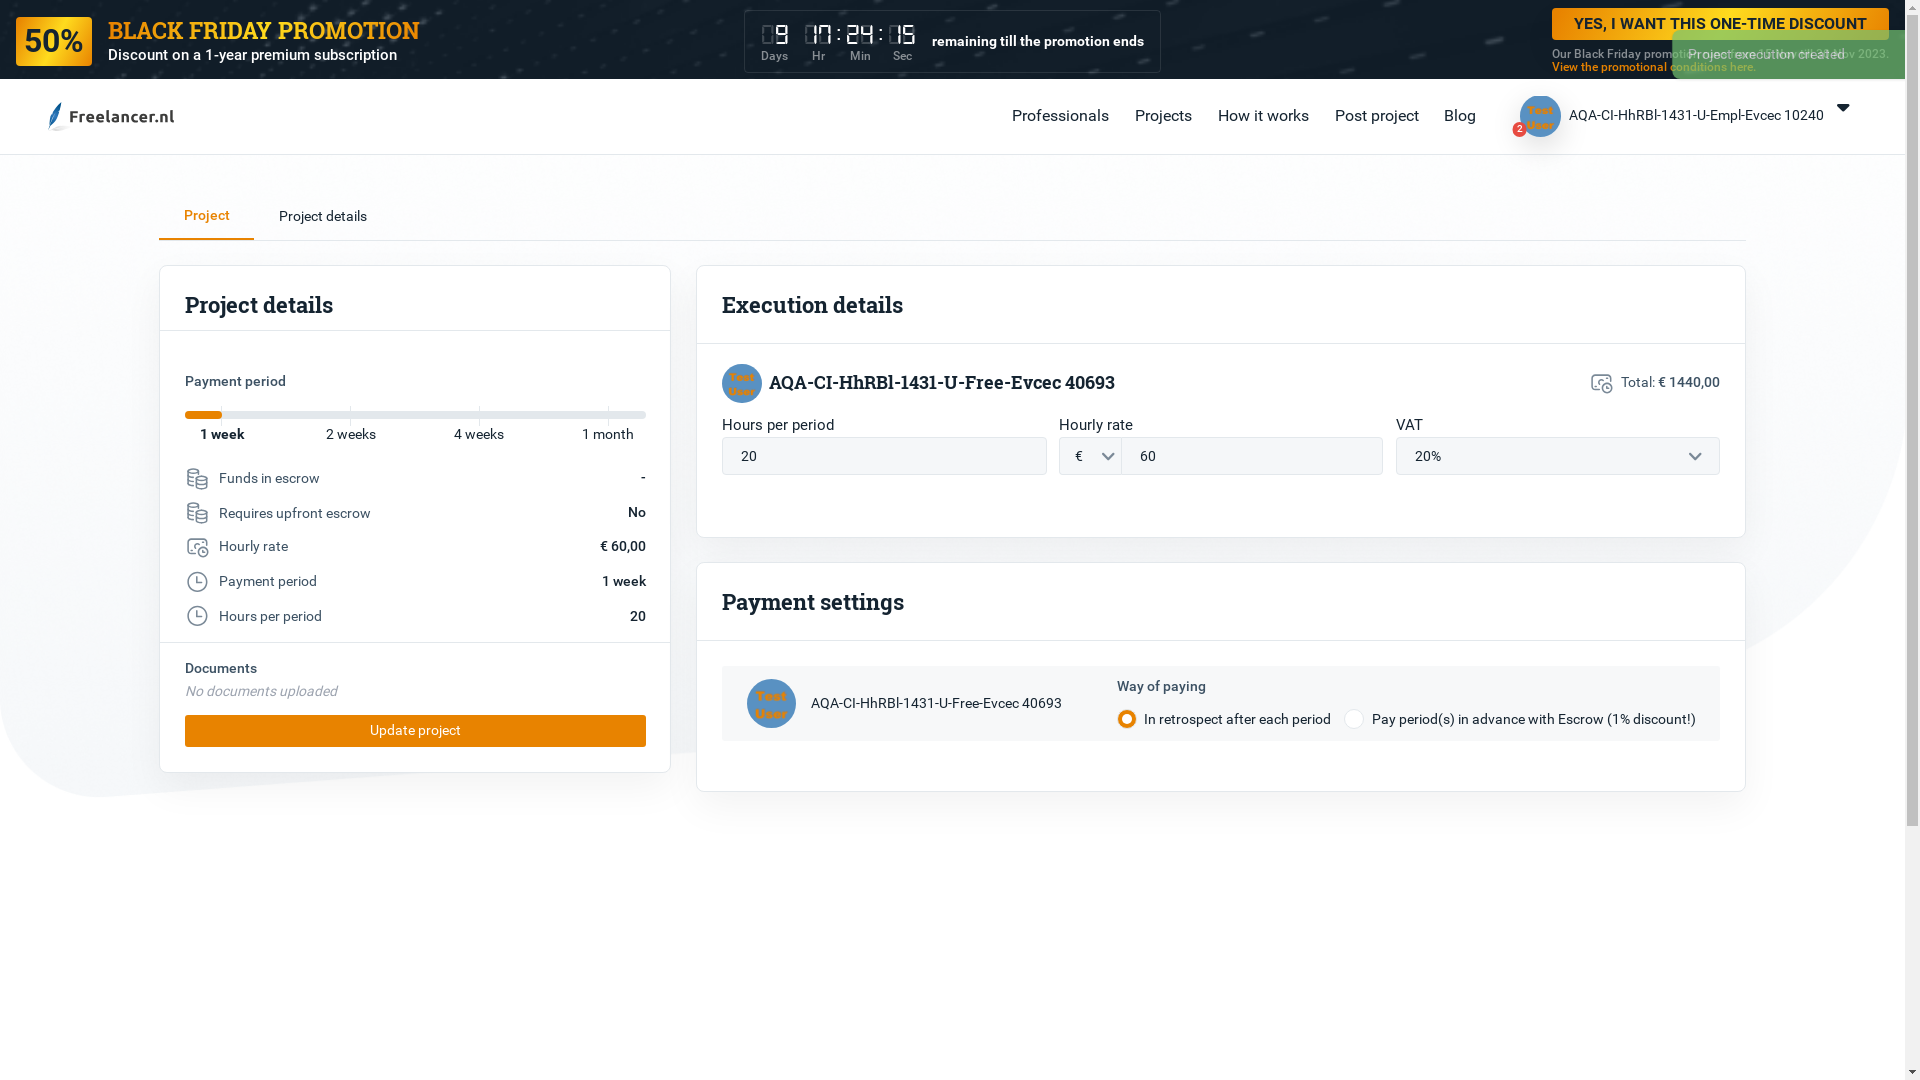 50%
BLACK FRIDAY PROMOTION
Discount on a 1-year premium subscription
9 17 : 24 : 15
Days Hr Min Sec
remaining till the promotion ends
YES, I WANT THIS ONE-TIME DISCOUNT
Our Black Friday promotion
Nov 2023.
Project execution created
View the promotional conditions here.
Freelancer.nl
Professionals
Projects
How it works
Post project
Blog
Test
User
2
AQA-CI-HhRBl-1431-U-Empl-Evcec 10240
Project
Project details
Project details
Payment period
1 week 2 weeks 4 weeks 1 month
Funds in escrow -
Requires upfront escrow No
Hourly rate € 60,00
Payment period 1 week
Hours per period 20
Documents
No documents uploaded
Update project
Execution details
Test
User
AQA-CI-HhRBl-1431-U-Free-Evcec 40693
Total: € 1440,00
Hours per period Hourly rate VAT
20 € 60 20%
Payment settings
Test
User
AQA-CI-HhRBl-1431-U-Free-Evcec 40693
Way of paying
In retrospect after each period Pay period(s) in advance with Escrow (1% discount!)